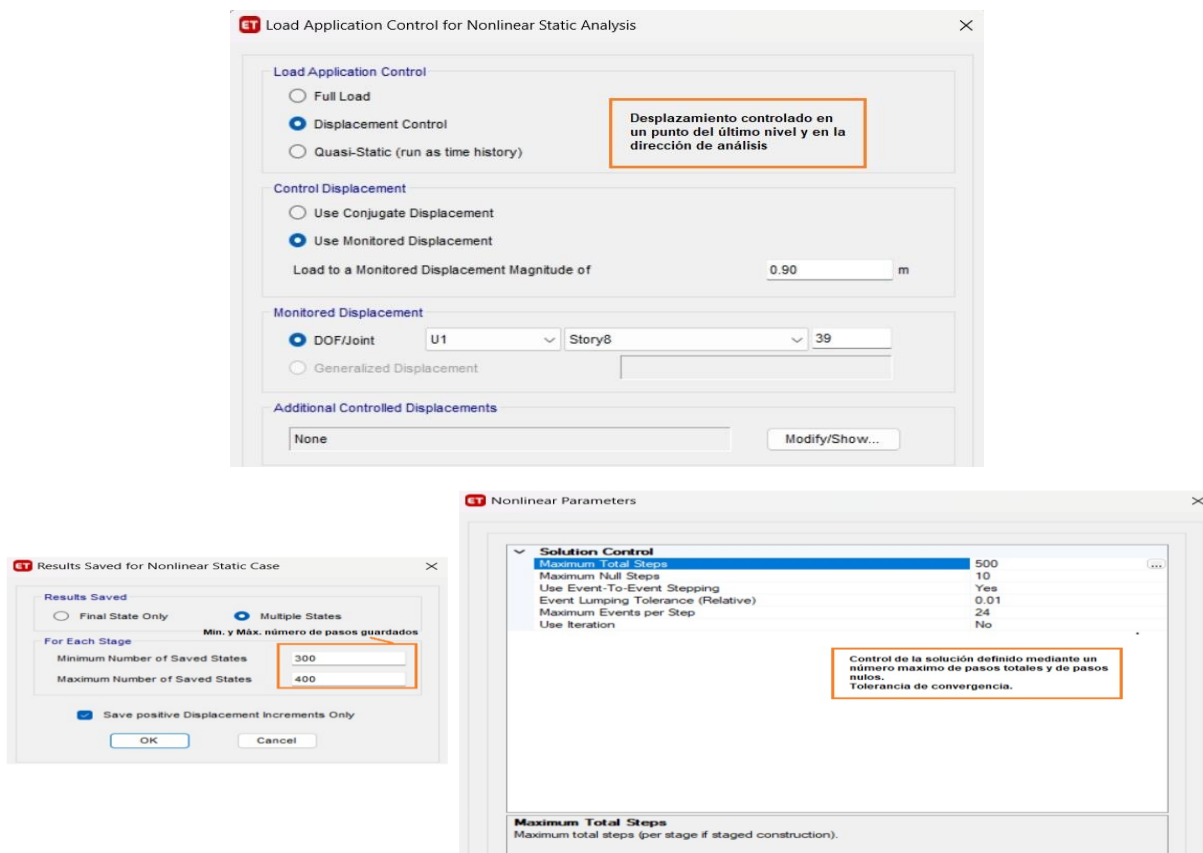 ET Load Application Control for Nonlinear Static Analysis
Load Application Control
Full Load
Displacement Control
Quasi-Static (run as time history)
Desplazamiento controlado en
un punto del último nivel y en la
dirección de análisis
Control Displacement
Use Conjugate Displacement
Use Monitored Displacement
Load to a Monitored Displacement Magnitude of 0.90 m
Monitored Displacement
DOF/Joint U1 Story8 39
Generalized Displacement
Additional Controlled Displacements
None Modify/Show...
ET Results Saved for Nonlinear Static Case
Results Saved
Final State Only Multiple States
Min. y Máx. número de pasos guardados
For Each Stage
Minimum Number of Saved States 300
Maximum Number of Saved States 400
Save positive Displacement Increments Only
OK Cancel
ET Nonlinear Parameters
Solution Control
Maximum Total Steps 500 ...
Maximum Null Steps 10
Use Event-To-Event Stepping Yes
Event Lumping Tolerance (Relative) 0.01
Maximum Events per Step 24
Use Iteration No
Control de la solución definido mediante un
número maximo de pasos totales y de pasos
nulos.
Tolerancia de convergencia.
Maximum Total Steps
Maximum total steps (per stage if staged construction).